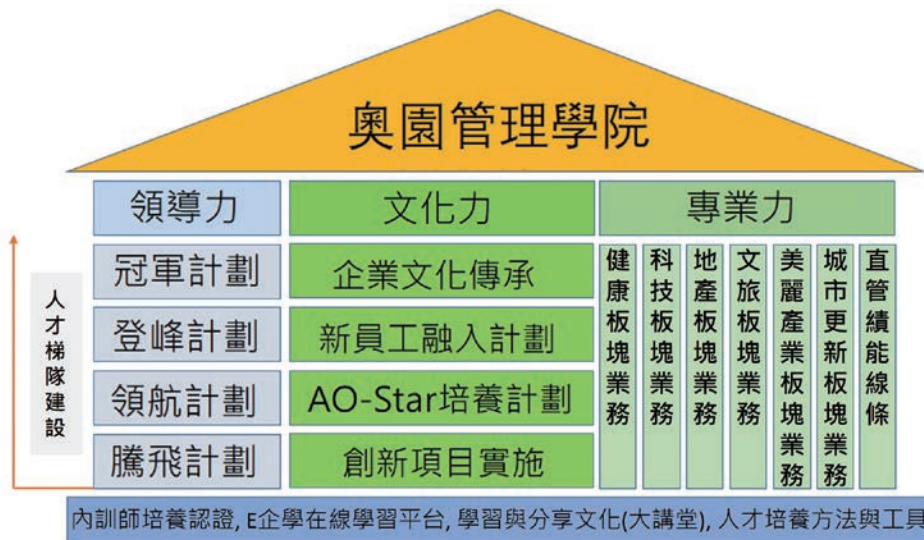 奧園管理學院
領導力
文化力
專業力
人才梯隊建設
冠軍計劃
登峰計劃
領航計劃
騰飛計劃
企業文化傳承
新員工融入計劃
AO-Star培養計劃
創新項目實施
健康板塊業務
科技板塊業務
地產板塊業務
文旅板塊業務
美麗產業板塊業務
城市更新板塊業務
直管績能線條
內訓師培養認證, E企學在線學習平台, 學習與分享文化(大講堂), 人才培養方法與工具